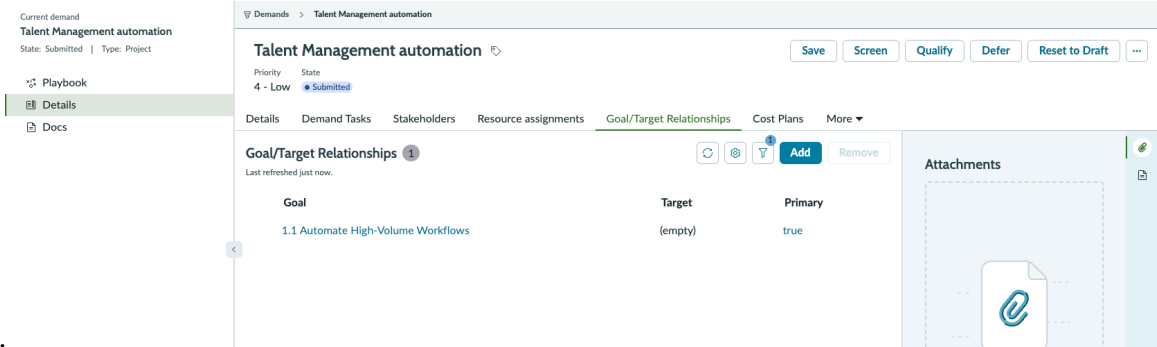 Current demand
Talent Management automation
State: Submitted | Type: Project
Playbook
Details
Docs
Demands > Talent Management automation
Talent Management automation
Save Screen Qualify Defer Reset to Draft ...
Priority State
4 - Low Submitted
Details Demand Tasks Stakeholders Resource assignments Goal/Target Relationships Cost Plans More
Goal/Target Relationships 1
1
Add Remove
Last refreshed just now.
Goal Target Primary
1.1 Automate High-Volume Workflows (empty) true
Attachments